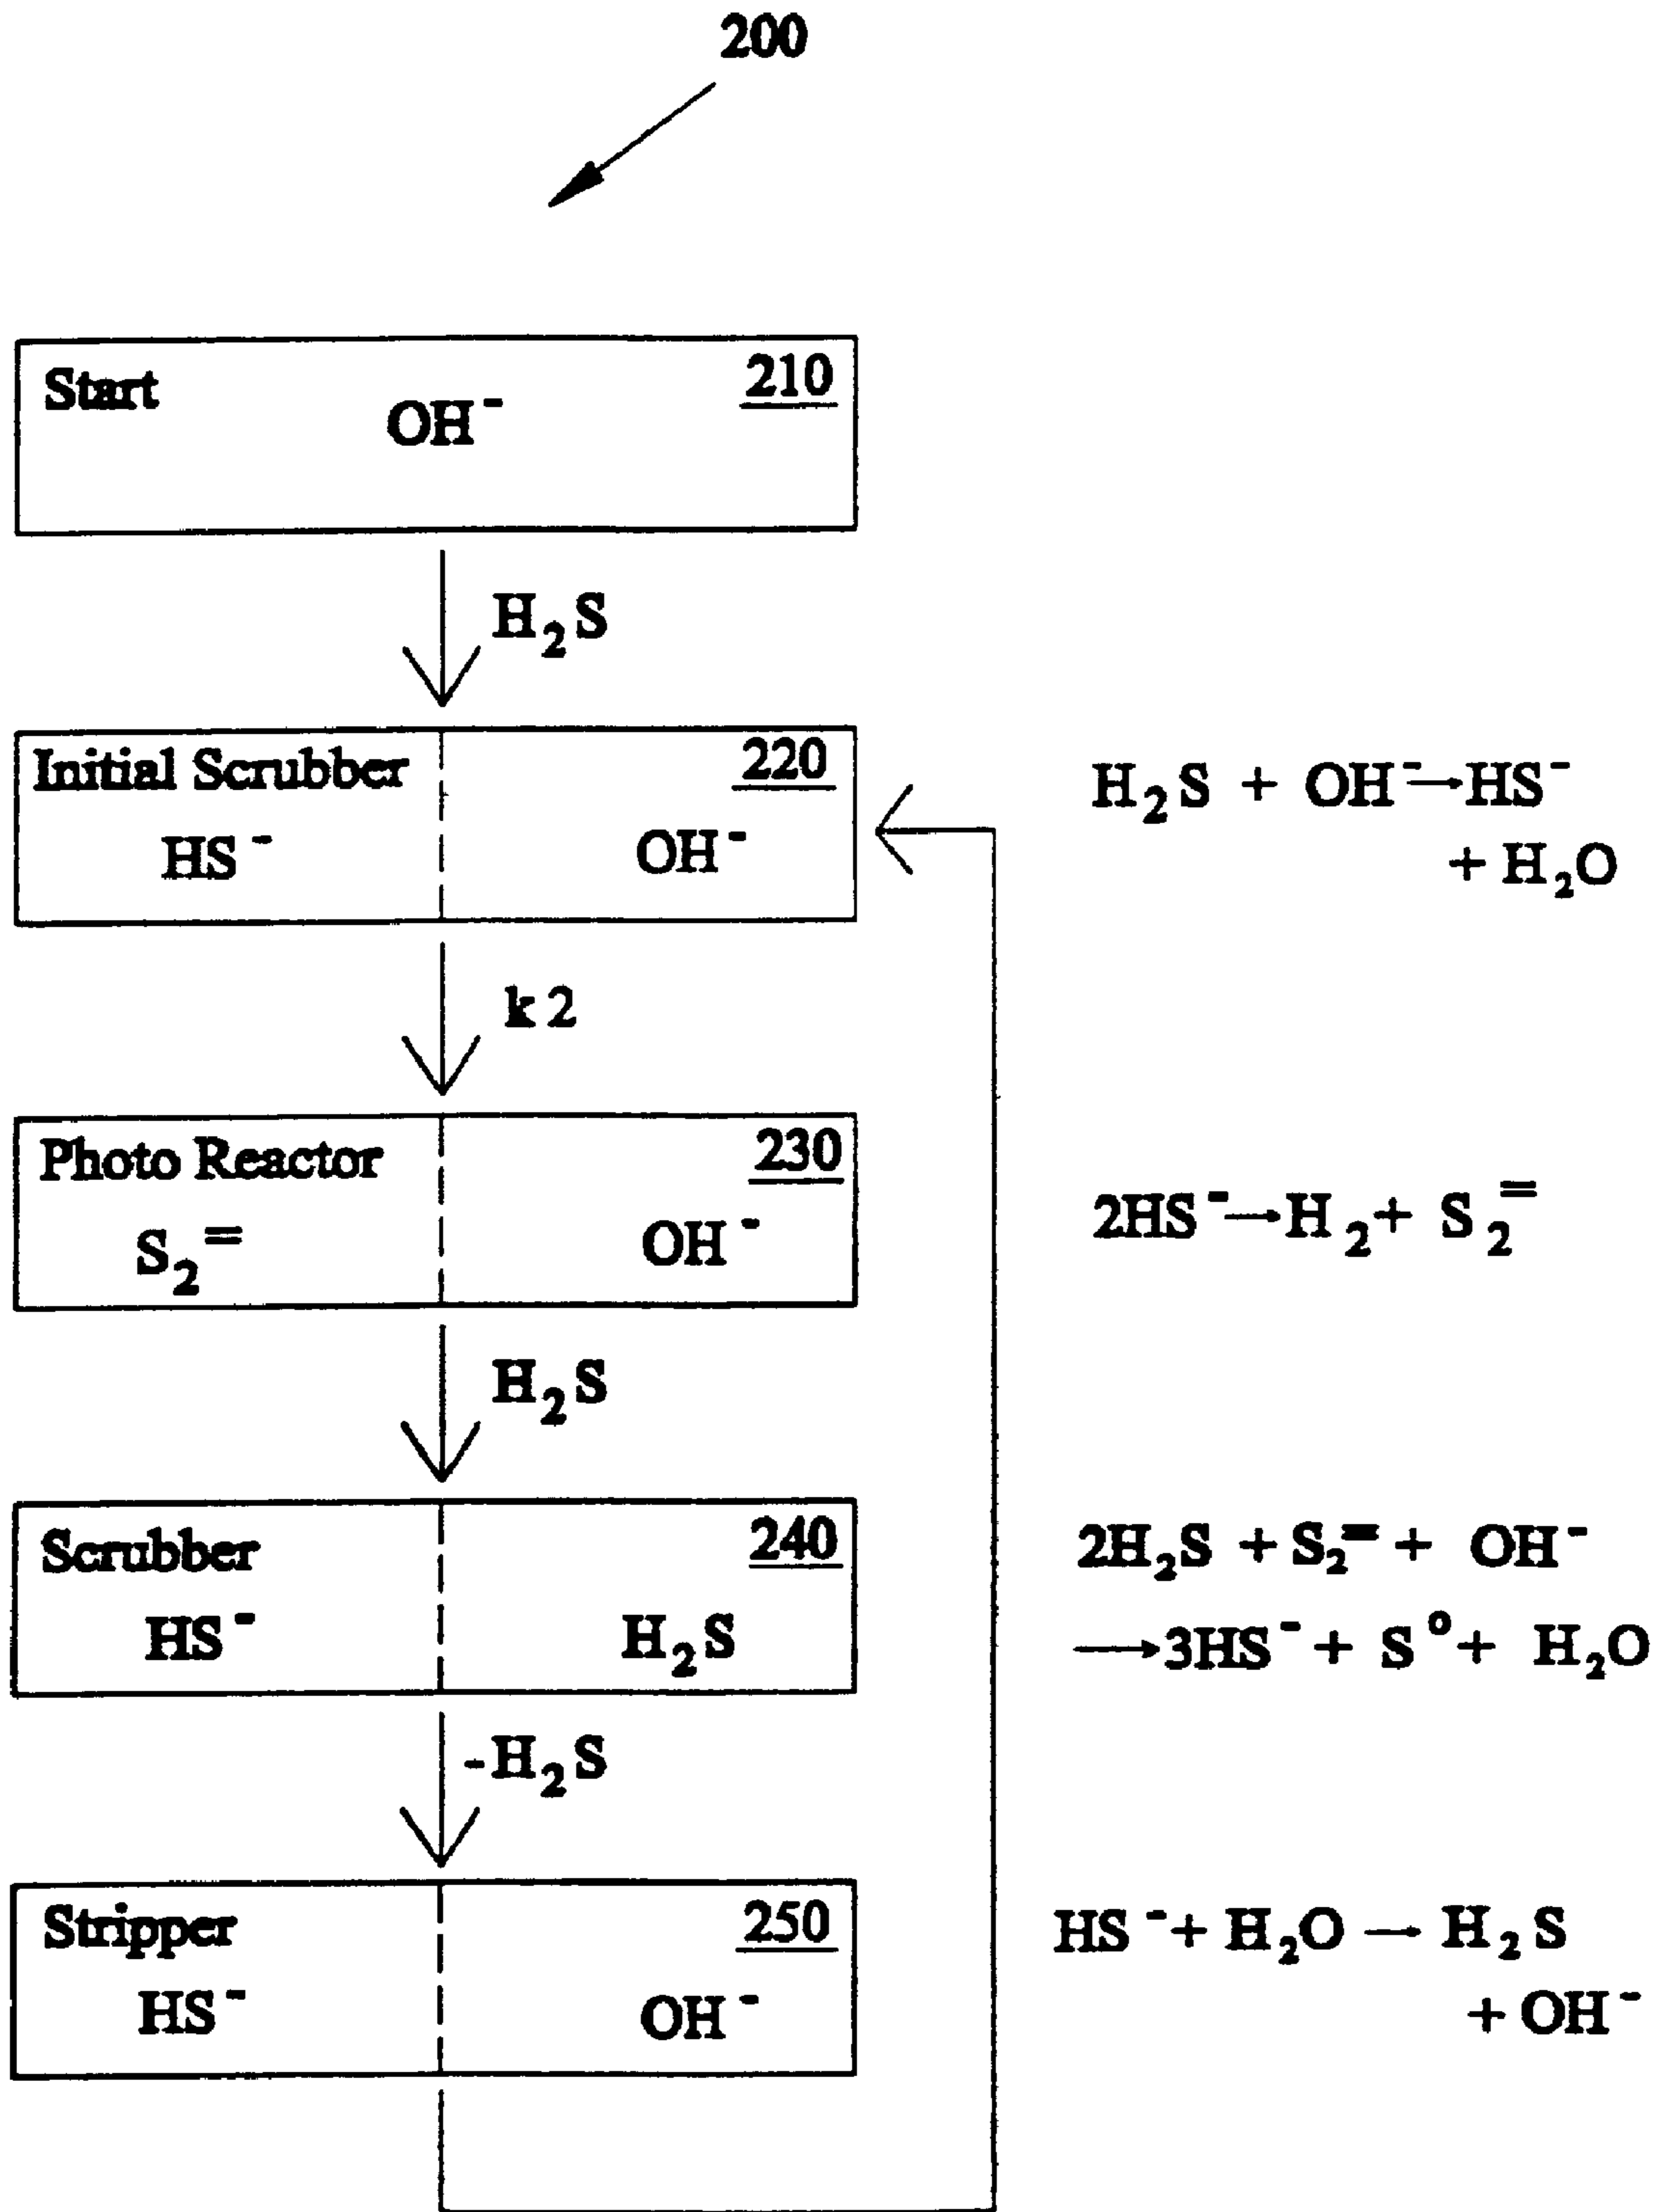 200
Start 210
OH⁻
H₂S
Initial Scrubber 220
HS⁻ OH⁻
H₂S + OH⁻→HS⁻
+ H₂O
k 2
Photo Reactor 230
S₂⁼ OH⁻
2HS⁻→H₂+ S₂⁼
H₂S
Scrubber 240
HS⁻ H₂S
2H₂S + S₂⁼ + OH⁻
→3HS⁻+ S⁰+ H₂O
-H₂S
Stripper 250
HS⁻ OH⁻
HS⁻+ H₂O → H₂S
+ OH⁻